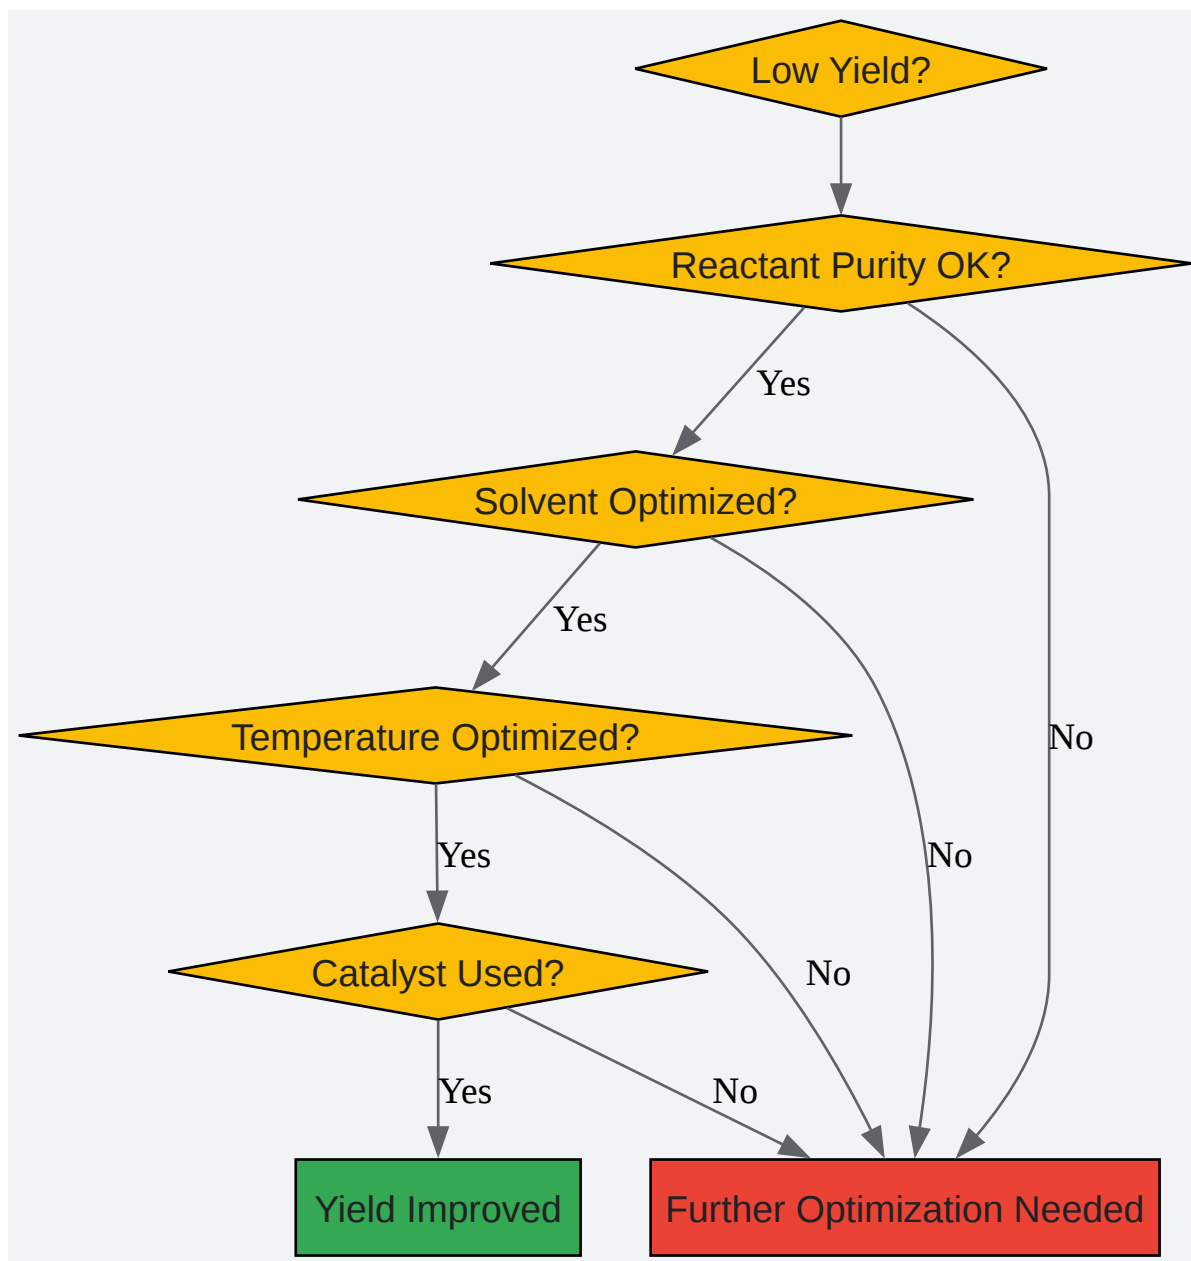 Low Yield?
Reactant Purity OK?
Yes
Solvent Optimized?
Yes
Temperature Optimized?
No
Yes
No
Catalyst Used?
No
Yes
No
Yield Improved
Further Optimization Needed